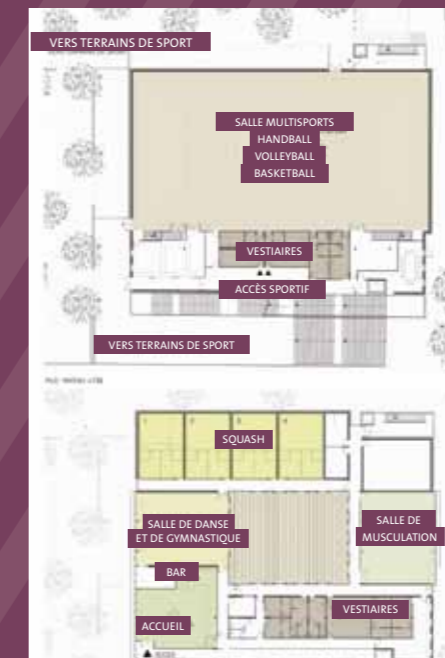 VERS TERRAINS DE SPORT
SALLE MULTISPORTS
HANDBALL
VOLLEYBALL
BASKETBALL
VESTIAIRES
ACCÈS SPORTIF
VERS TERRAINS DE SPORT
SQUASH
SALLE DE DANSE
ET DE GYMNASTIQUE
SALLE DE
MUSCULATION
BAR
VESTIAIRES
ACCUEIL